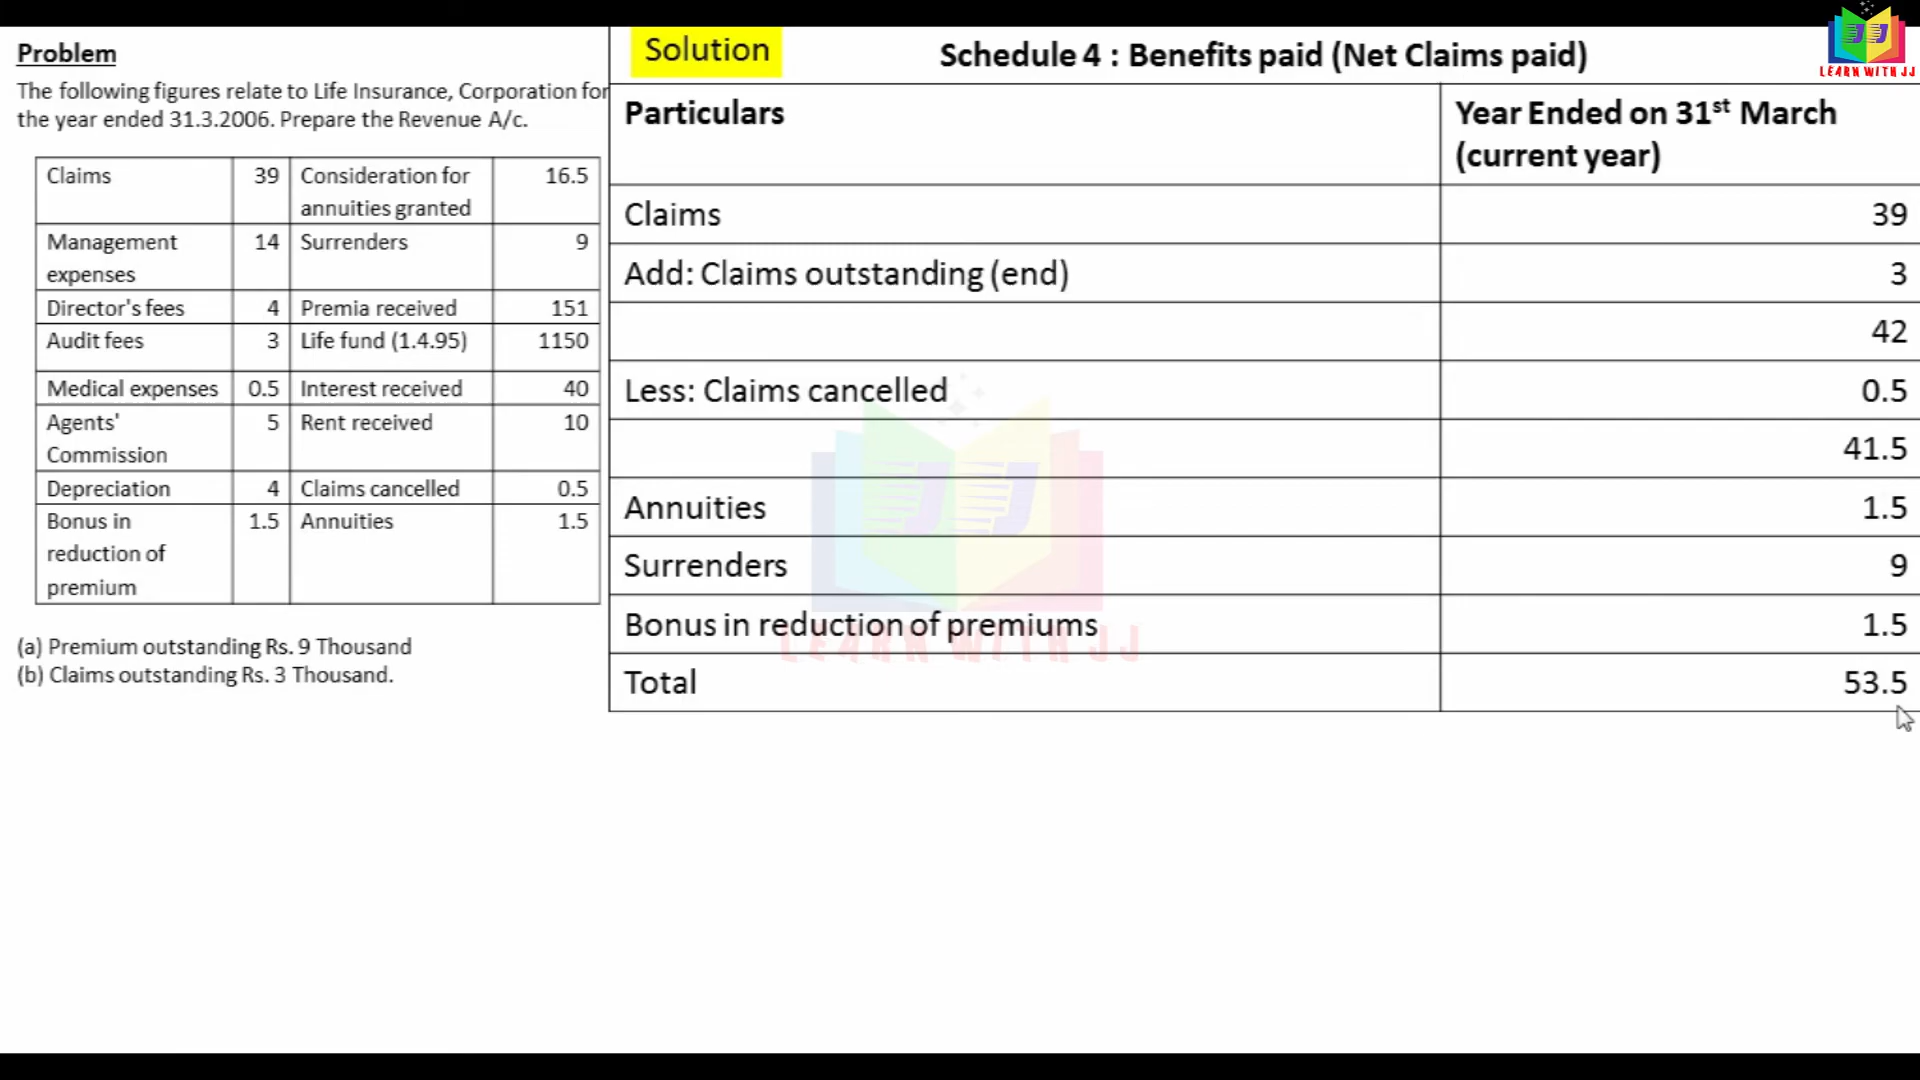 Problem
The following figures relate to Life Insurance, Corporation for
the year ended 31.3.2006. Prepare the Revenue A/c.
Claims 39 Consideration for 16.5
annuities granted
Management 14 Surrenders 9
expenses
Director's fees 4 Premia received 151
Audit fees 3 Life fund (1.4.95) 1150
Medical expenses 0.5 Interest received 40
Agents' 5 Rent received 10
Commission
Depreciation 4 Claims cancelled 0.5
Bonus in 1.5 Annuities 1.5
reduction of
premium
(a) Premium outstanding Rs. 9 Thousand
(b) Claims outstanding Rs. 3 Thousand.
Solution
Schedule 4 : Benefits paid (Net Claims paid)
Particulars Year Ended on 31st March
(current year)
Claims 39
Add: Claims outstanding (end) 3
42
Less: Claims cancelled 0.5
41.5
Annuities 1.5
Surrenders 9
Bonus in reduction of premiums 1.5
Total 53.5
JJ
LEARN WITH JJ
JJ
LEARN WITH JJ